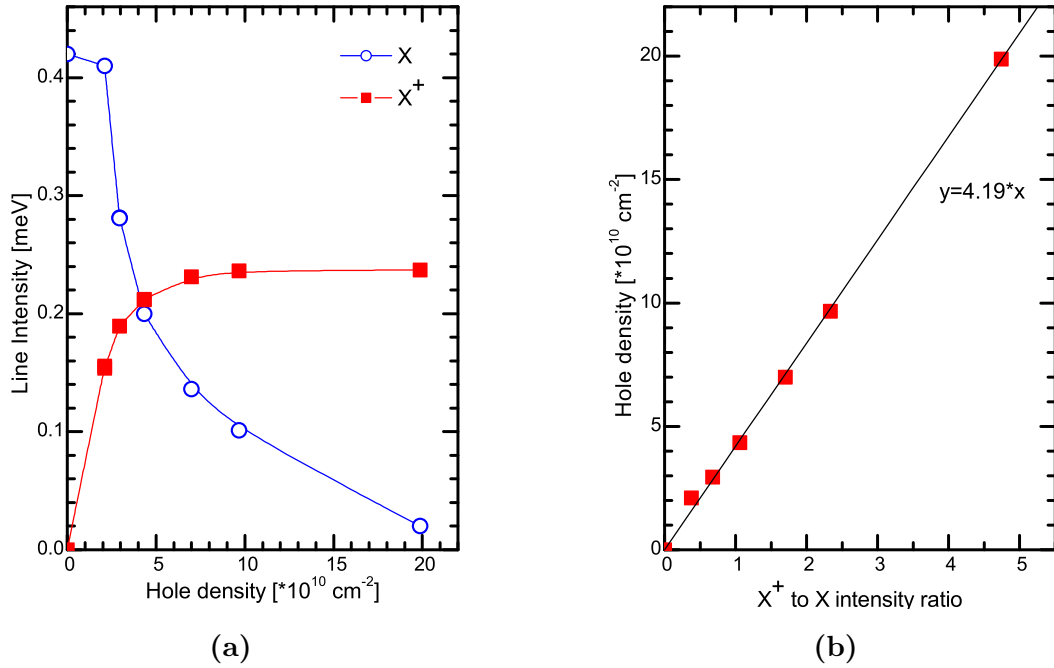 X
X+
0.4
0.3
0.2
0.1
0.0
Line Intensity [meV]
0 5 10 15 20
Hole density [*10^10 cm^-2]
(a)
20
15
10
5
0
Hole density [*10^10 cm^-2]
y=4.19*x
0 1 2 3 4 5
X+ to X intensity ratio
(b)